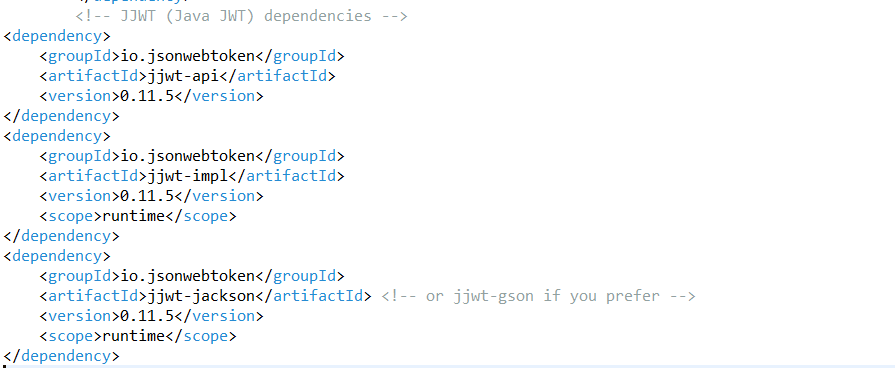 </dependency>
<!-- JJWT (Java JWT) dependencies -->
<dependency>
<groupId>io.jsonwebtoken</groupId>
<artifactId>jjwt-api</artifactId>
<version>0.11.5</version>
</dependency>
<dependency>
<groupId>io.jsonwebtoken</groupId>
<artifactId>jjwt-impl</artifactId>
<version>0.11.5</version>
<scope>runtime</scope>
</dependency>
<dependency>
<groupId>io.jsonwebtoken</groupId>
<artifactId>jjwt-jackson</artifactId> <!-- or jjwt-gson if you prefer -->
<version>0.11.5</version>
<scope>runtime</scope>
</dependency>